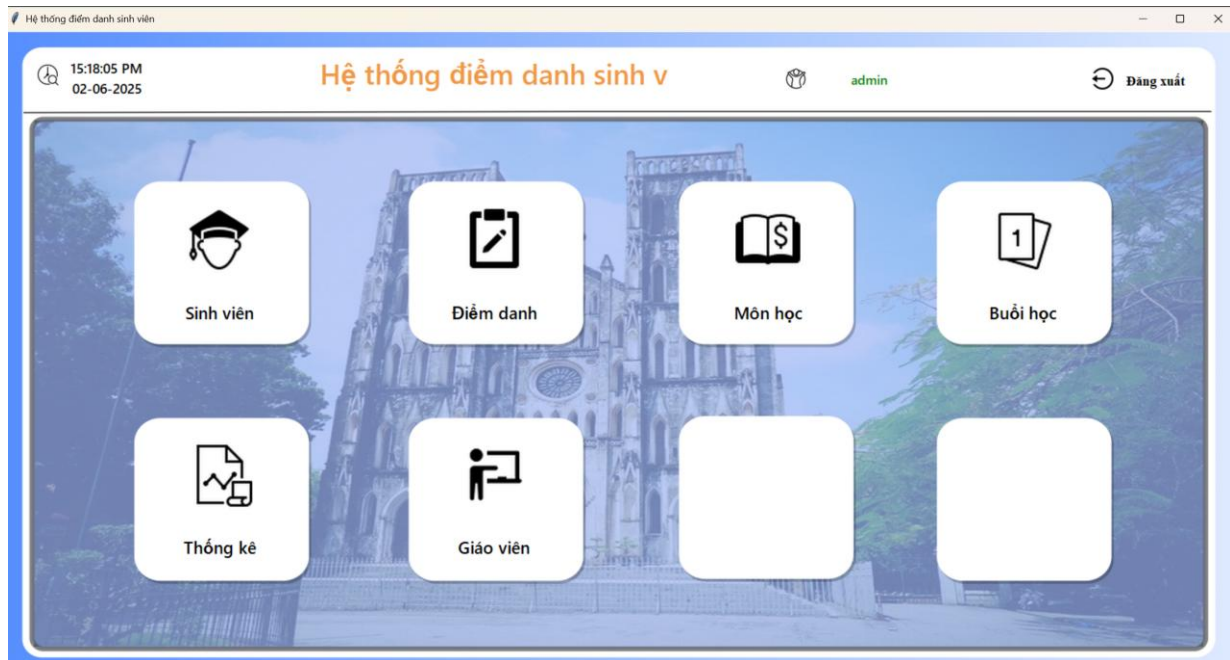 Hệ thống điểm danh sinh viên
15:18:05 PM
02-06-2025
Hệ thống điểm danh sinh v
admin
Đăng xuất
$
1
Sinh viên
Điểm danh
Môn học
Buổi học
Thống kê
Giáo viên